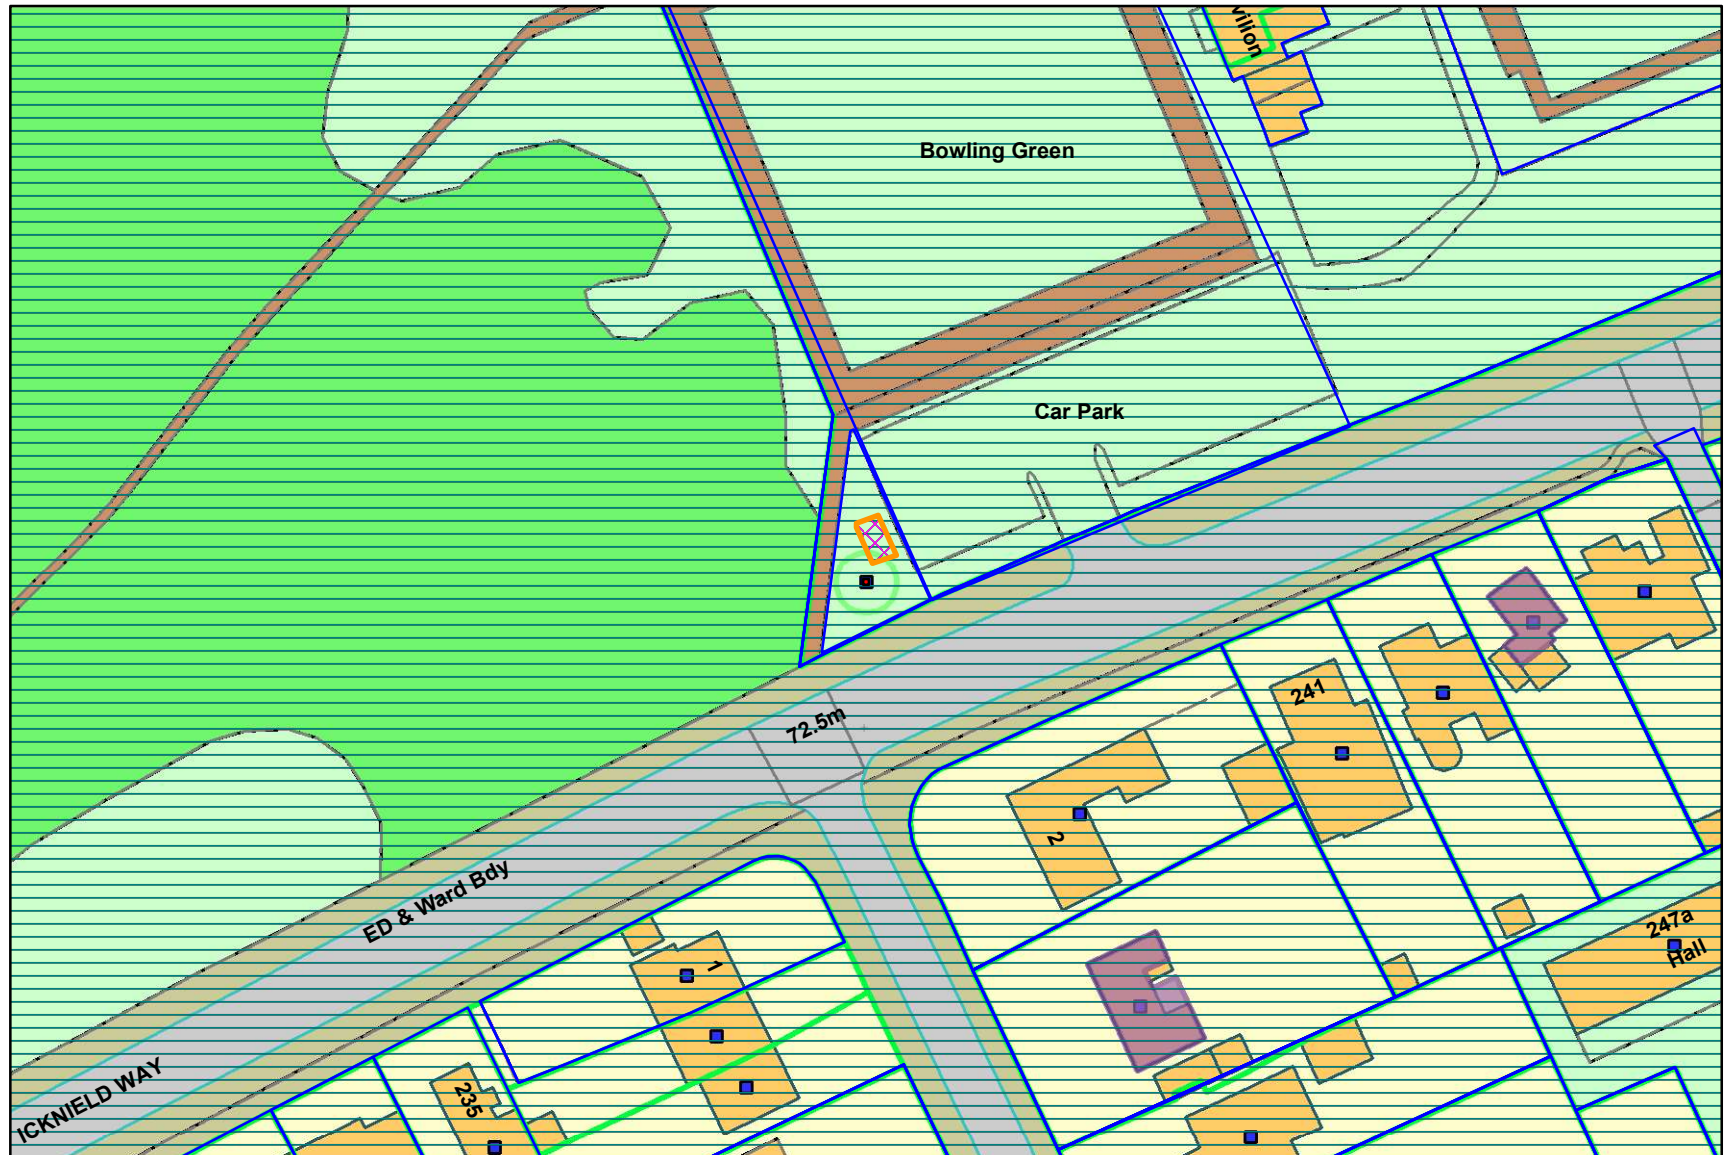 Bowling Green
Car Park
241
72.5m
2
ED & Ward Bdy
247a
Hall
1
ICKNIELD WAY
235